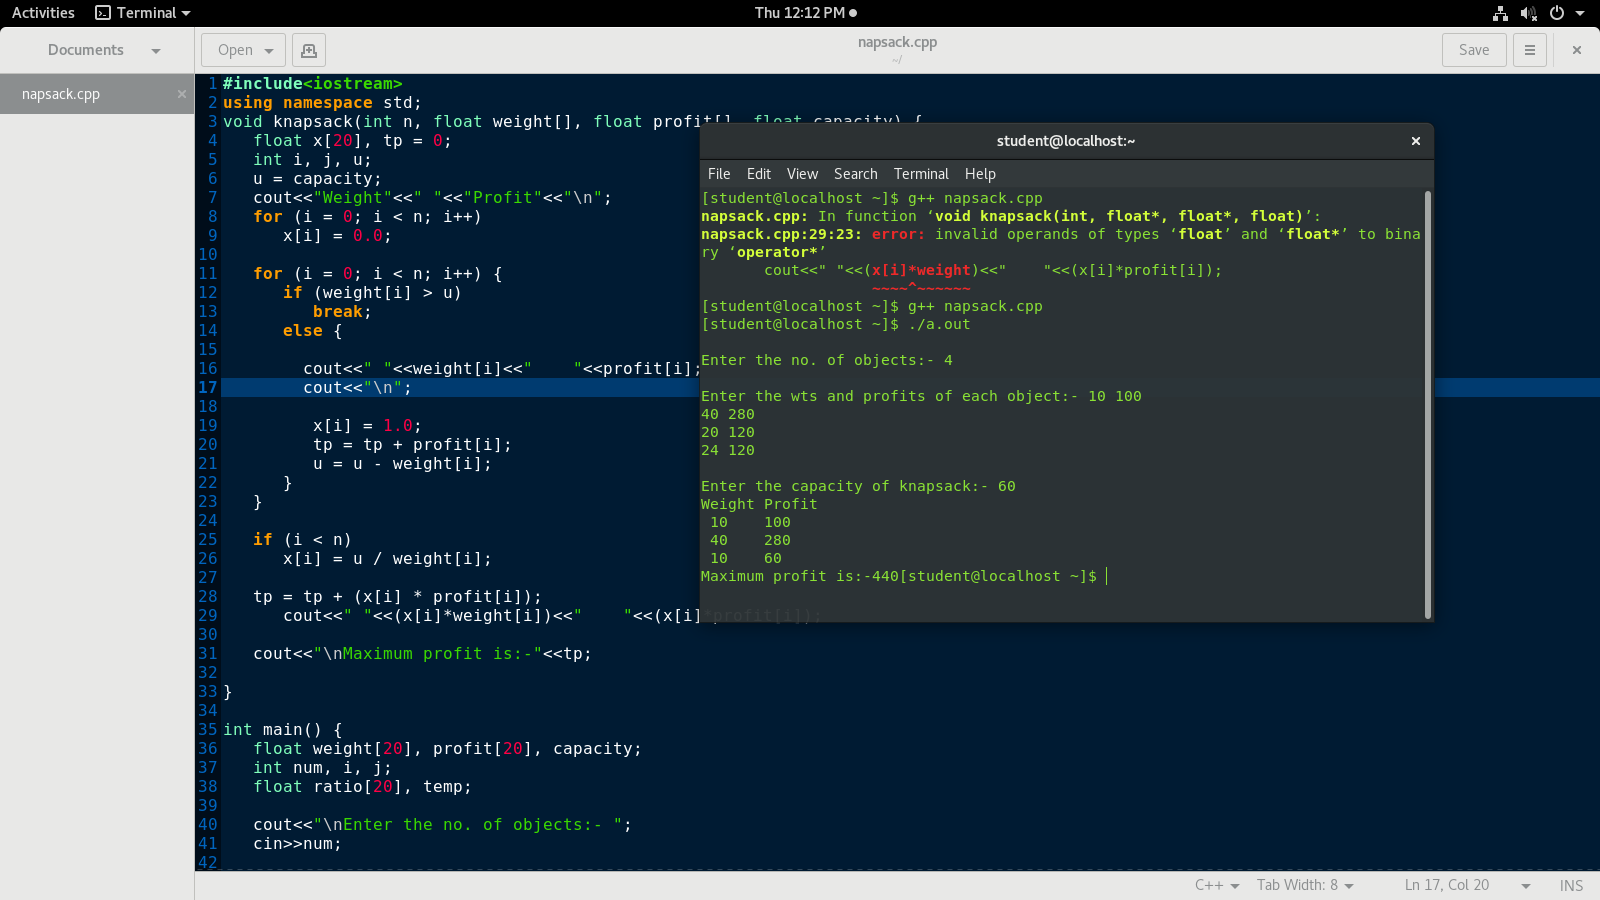 Activities Terminal Thu 12:12 PM
Documents Open napsack.cpp Save
~/
napsack.cpp
1 #include<iostream>
2 using namespace std;
3 void knapsack(int n, float weight[], float profit[], float capacity) {
4 float x[20], tp = 0;
5 int i, j, u;
6 u = capacity;
7 cout<<"Weight"<<" "<<"Profit"<<"\n";
8 for (i = 0; i < n; i++)
9 x[i] = 0.0;
10
11 for (i = 0; i < n; i++) {
12 if (weight[i] > u)
13 break;
14 else {
15
16 cout<<" "<<weight[i]<<"    "<<profit[i];
17 cout<<"\n";
18
19 x[i] = 1.0;
20 tp = tp + profit[i];
21 u = u - weight[i];
22 }
23 }
24
25 if (i < n)
26 x[i] = u / weight[i];
27
28 tp = tp + (x[i] * profit[i]);
29 cout<<" "<<(x[i]*weight[i])<<"    "<<(x[i]*profit[i]);
30
31 cout<<"\nMaximum profit is:-"<<tp;
32
33 }
34
35 int main() {
36 float weight[20], profit[20], capacity;
37 int num, i, j;
38 float ratio[20], temp;
39
40 cout<<"\nEnter the no. of objects:- ";
41 cin>>num;
42
student@localhost:~
File Edit View Search Terminal Help
[student@localhost ~]$ g++ napsack.cpp
napsack.cpp: In function ‘void knapsack(int, float*, float*, float)’:
napsack.cpp:29:23: error: invalid operands of types ‘float’ and ‘float*’ to bina
ry ‘operator*’
cout<<" "<<(x[i]*weight)<<"    "<<(x[i]*profit[i]);
~~~~^~~~~~~
[student@localhost ~]$ g++ napsack.cpp
[student@localhost ~]$ ./a.out
Enter the no. of objects:- 4
Enter the wts and profits of each object:- 10 100
40 280
20 120
24 120
Enter the capacity of knapsack:- 60
Weight Profit
10 100
40 280
10 60
Maximum profit is:-440[student@localhost ~]$
C++ Tab Width: 8 Ln 17, Col 20 INS